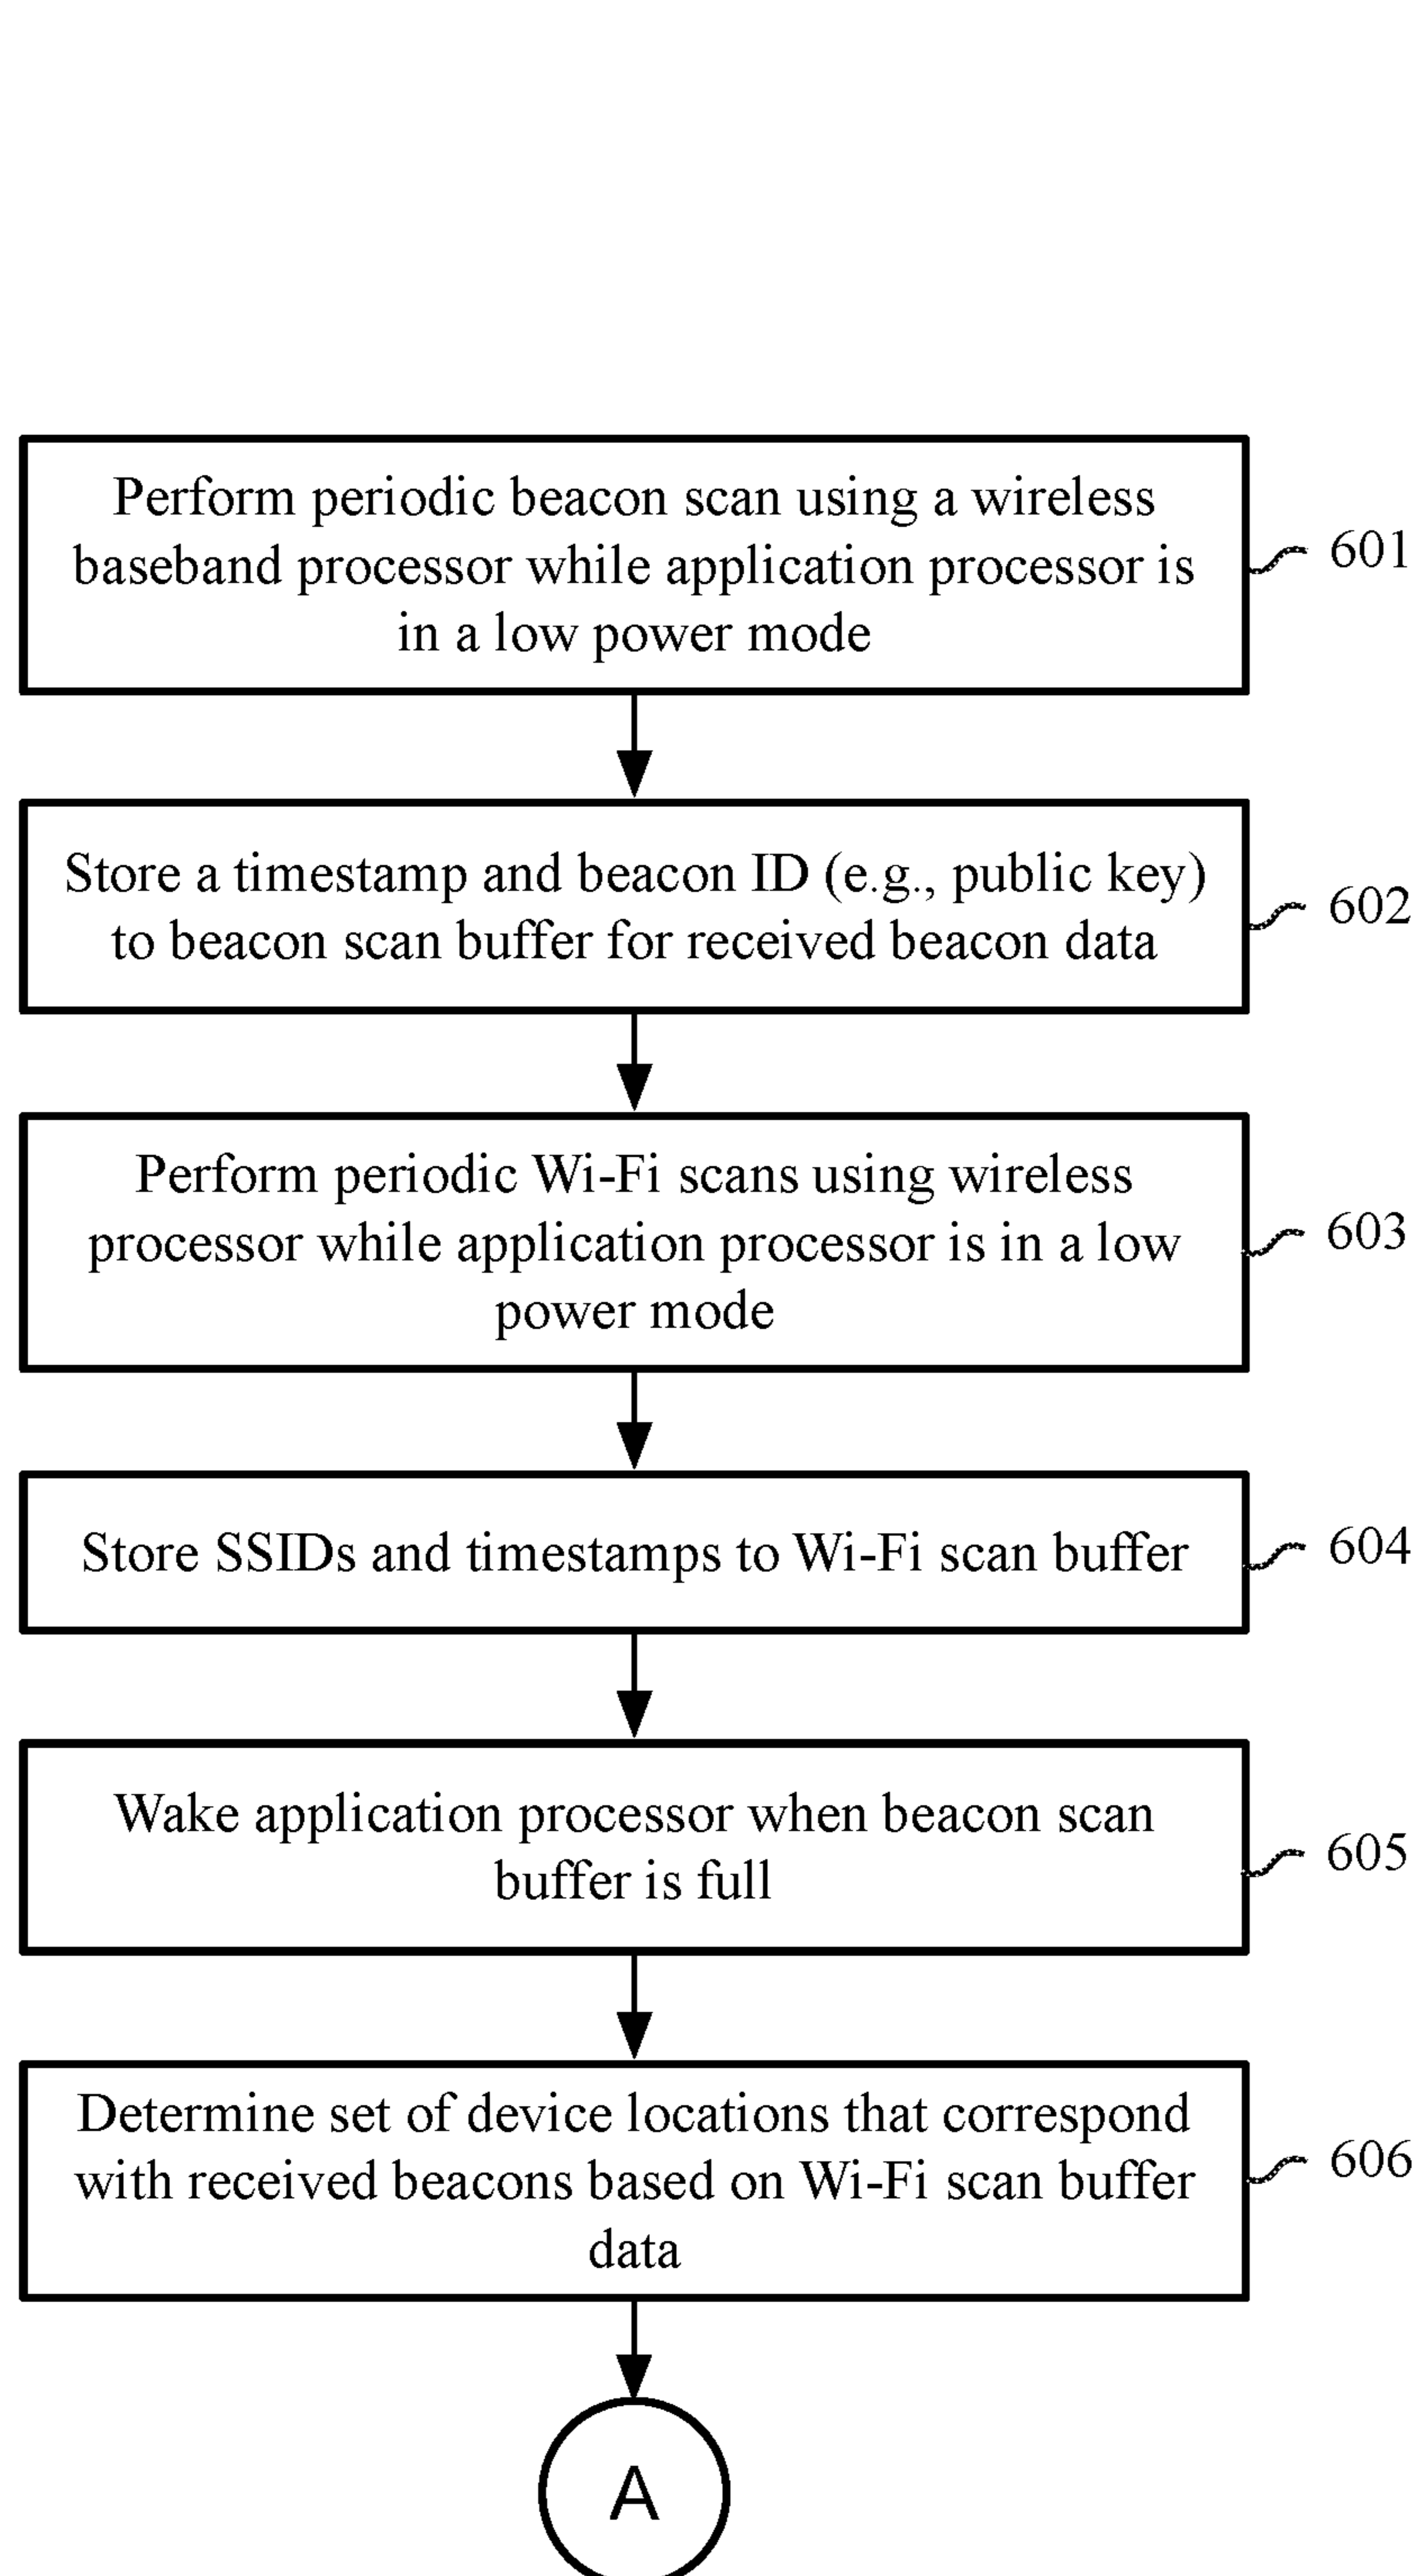 Perform periodic beacon scan using a wireless
baseband processor while application processor is
in a low power mode
601
Store a timestamp and beacon ID (e.g., public key)
to beacon scan buffer for received beacon data
602
Perform periodic Wi-Fi scans using wireless
processor while application processor is in a low
power mode
603
Store SSIDs and timestamps to Wi-Fi scan buffer
604
Wake application processor when beacon scan
buffer is full
605
Determine set of device locations that correspond
with received beacons based on Wi-Fi scan buffer
data
606
A